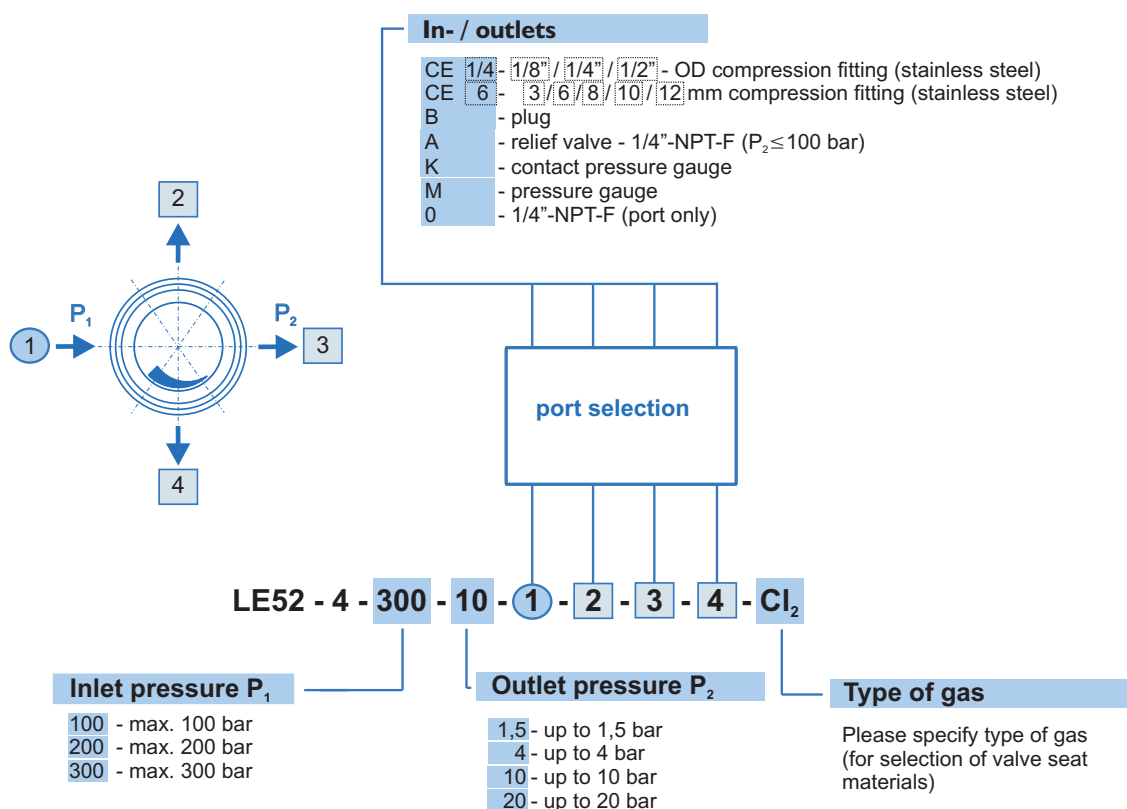 In- / outlets
CE 1/4 - 1/8” / 1/4” / 1/2” - OD compression fitting (stainless steel)
CE 6 - 3/6/8/10/12 mm compression fitting (stainless steel)
B - plug
A - relief valve - 1/4”-NPT-F (P₂≤100 bar)
K - contact pressure gauge
M - pressure gauge
0 - 1/4”-NPT-F (port only)
2
P₁ P₂
1 3
4
port selection
LE52 - 4 - 300 - 10 - 1 - 2 - 3 - 4 - Cl₂
Inlet pressure P₁
100 - max. 100 bar
200 - max. 200 bar
300 - max. 300 bar
Outlet pressure P₂
1,5 - up to 1,5 bar
4 - up to 4 bar
10 - up to 10 bar
20 - up to 20 bar
Type of gas
Please specify type of gas
(for selection of valve seat
materials)